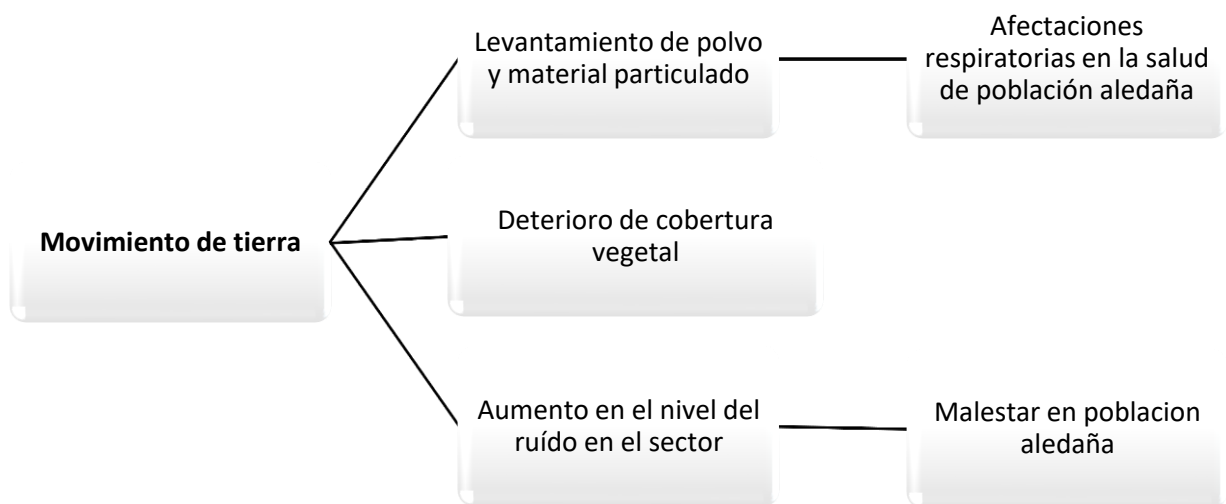 Levantamiento de polvo
y material particulado
Afectaciones
respiratorias en la salud
de población aledaña
Movimiento de tierra
Deterioro de cobertura
vegetal
Aumento en el nivel del
ruído en el sector
Malestar en poblacion
aledaña